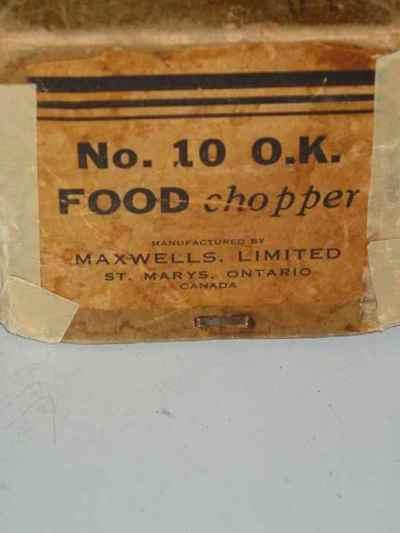 No. 10 O.K.
FOOD chopper
MANUFACTURED BY
MAXWELLS, LIMITED
ST. MARYS, ONTARIO
CANADA